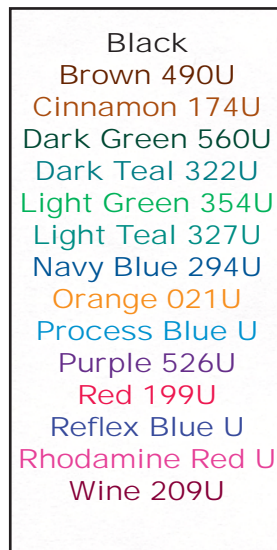 Black
Brown 490U
Cinnamon 174U
Dark Green 560U
Dark Teal 322U
Light Green 354U
Light Teal 327U
Navy Blue 294U
Orange 021U
Process Blue U
Purple 526U
Red 199U
Reflex Blue U
Rhodamine Red U
Wine 209U